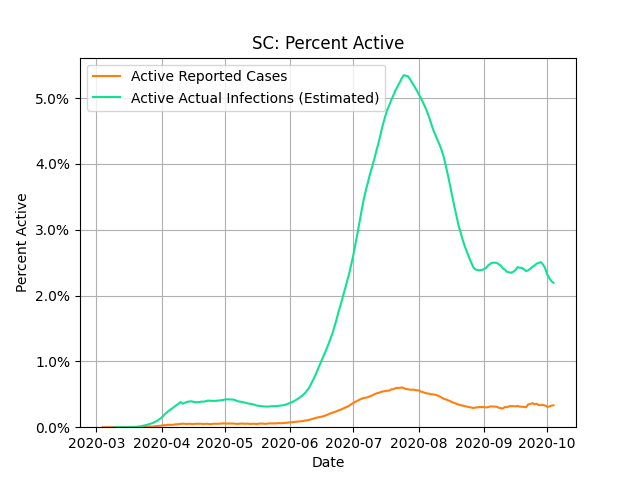 SC: Percent Active
Active Reported Cases
Active Actual Infections (Estimated)
Percent Active
5.0%
4.0%
3.0%
2.0%
1.0%
0.0%
2020-03 2020-04 2020-05 2020-06 2020-07 2020-08 2020-09 2020-10
Date